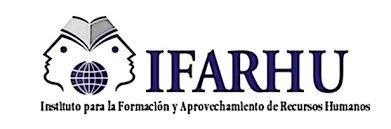 IFARHU
Instituto para la Formación y Aprovechamiento de Recursos Humanos